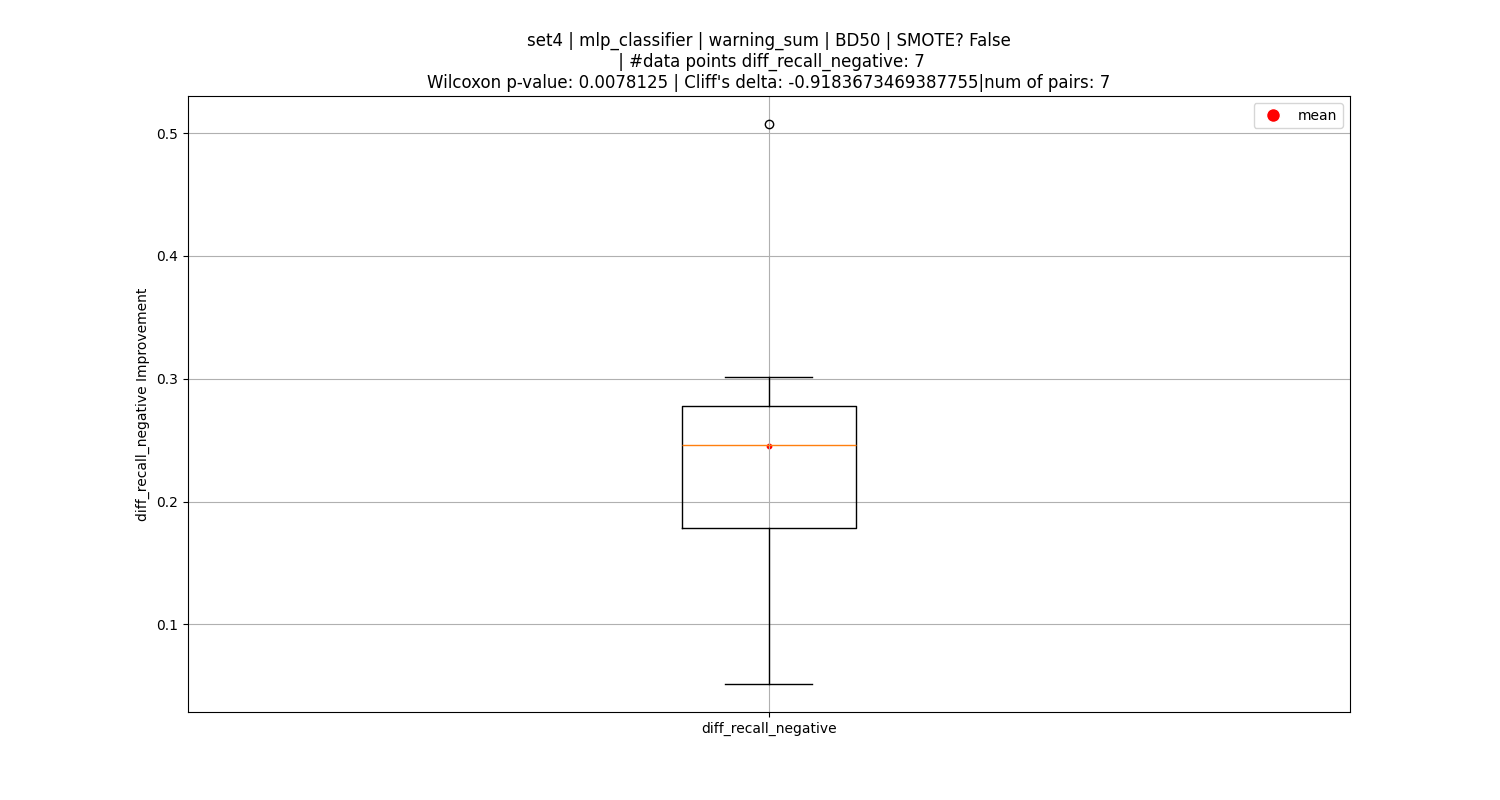 set4 | mlp_classifier | warning_sum | BD50 | SMOTE? False
| #data points diff_recall_negative: 7
Wilcoxon p-value: 0.0078125 | Cliff's delta: -0.9183673469387755|num of pairs: 7
mean
0.5
0.4
0.3
0.2
0.1
diff_recall_negative Improvement
diff_recall_negative